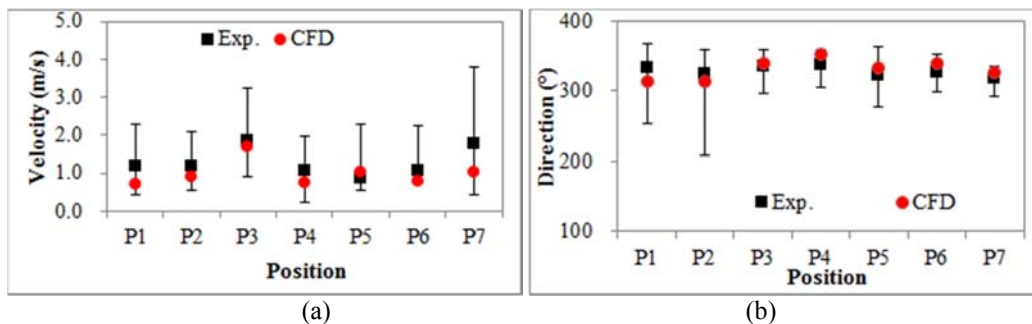 5.0
4.0
3.0
2.0
1.0
0.0
Velocity (m/s)
Exp. CFD
P1 P2 P3 P4 P5 P6 P7
Position
(a)
400
300
200
100
Direction (°)
Exp. CFD
P1 P2 P3 P4 P5 P6 P7
Position
(b)